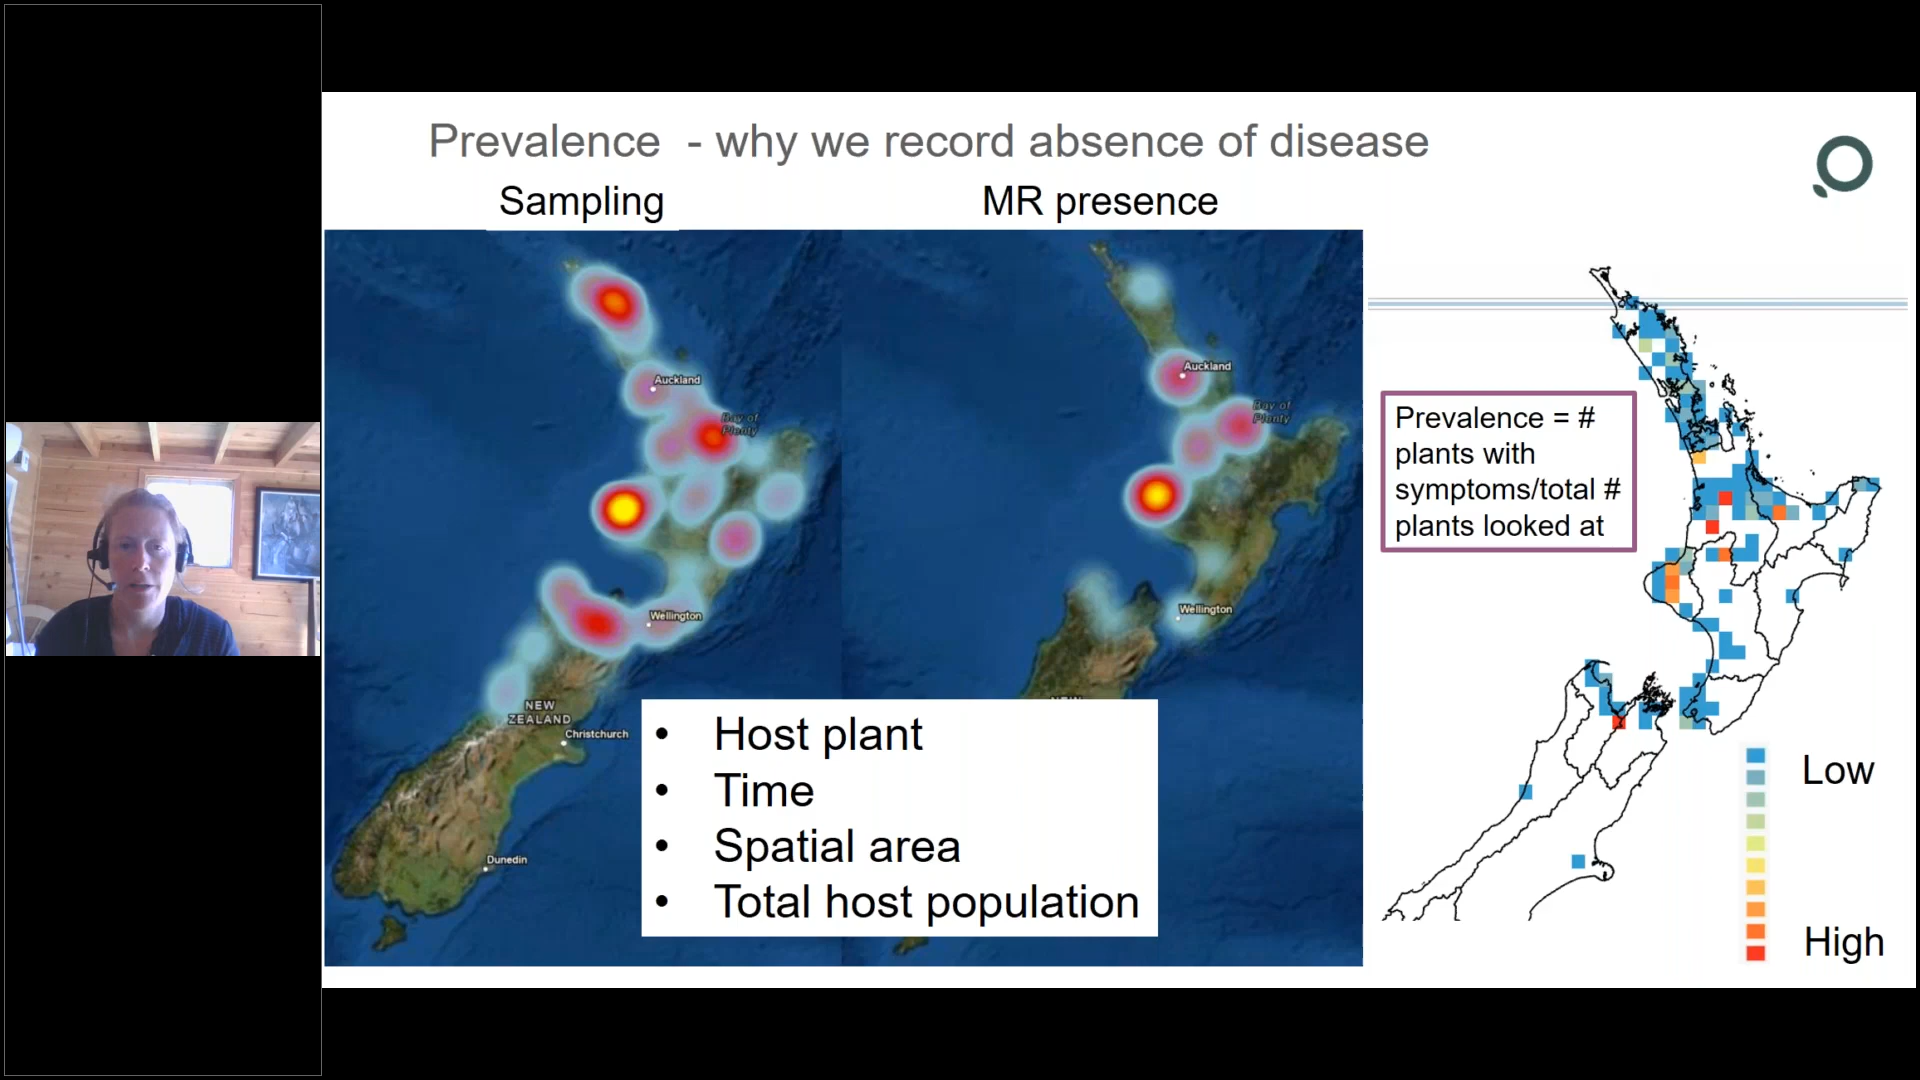 Prevalence - why we record absence of disease
Sampling
MR presence
Auckland
Bay of
Plenty
Wellington
NEW
ZEALAND
Christchurch
Dunedin
Auckland
Bay of
Plenty
Wellington
• Host plant
• Time
• Spatial area
• Total host population
Prevalence = #
plants with
symptoms/total #
plants looked at
Low
High